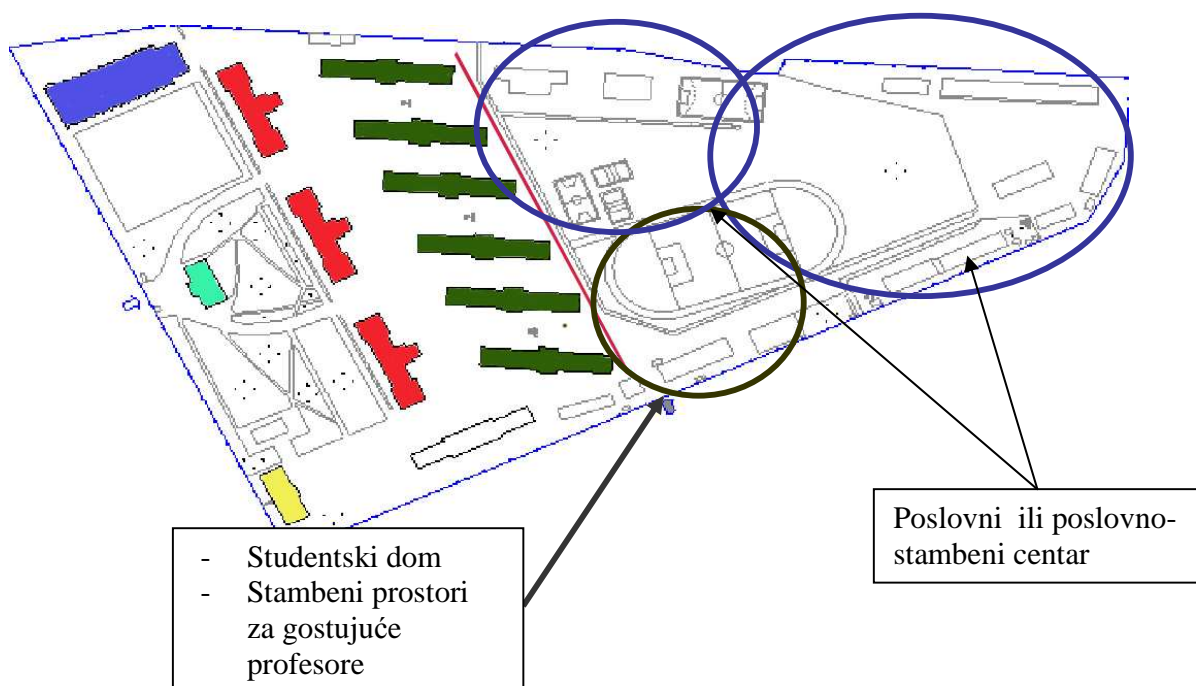 Poslovni ili poslovno-
stambeni centar
- Studentski dom
- Stambeni prostori
za gostujuće
profesore